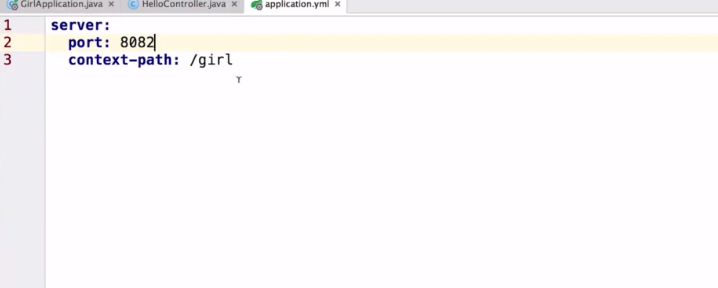 GirlApplication.java × HelloController.java × application.yml ×
1 server:
2 port: 8082
3 context-path: /girl